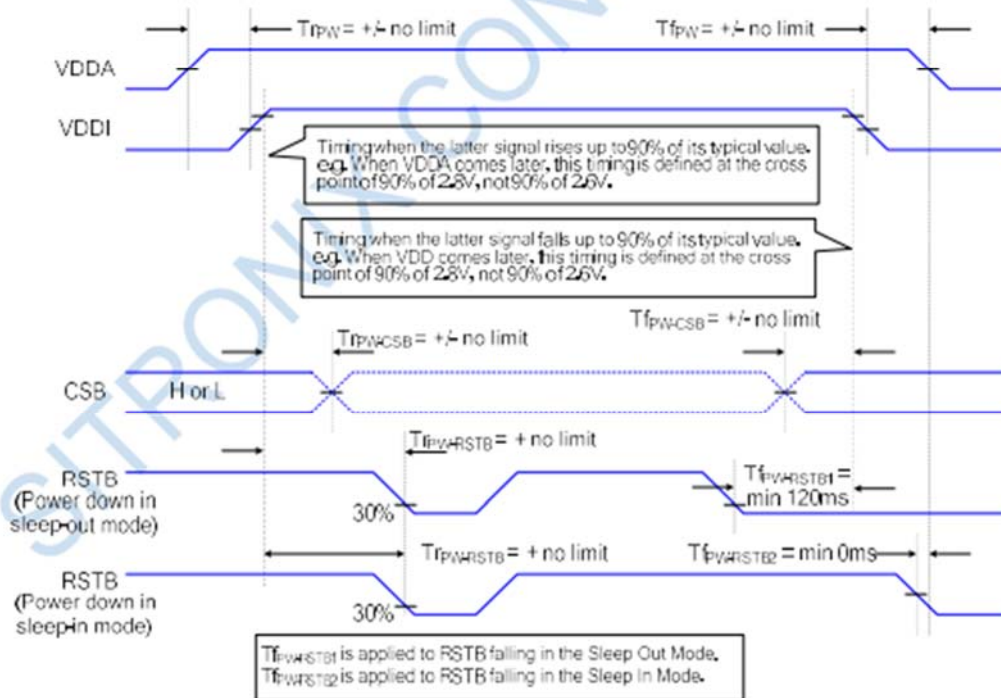 TrPW = +/- no limit
TfPW = +/- no limit
VDDA
VDDI
Timing when the latter signal rises up to 90% of its typical value.
e.g. When VDDA comes later, this timing is defined at the cross
point of 90% of 2.8V, not 90% of 2.6V.
Timing when the latter signal falls up to 90% of its typical value.
e.g. When VDD comes later, this timing is defined at the cross
point of 90% of 2.8V, not 90% of 2.6V.
TfPW-CSB = +/- no limit
TrPW-CSB = +/- no limit
CSB
H or L
TrPW-RSTB = + no limit
RSTB
(Power down in
sleep-out mode)
30%
TfPW-RSTB1 =
min 120ms
TrPW-RSTB = + no limit
TfPW-RSTB2 = min 0ms
RSTB
(Power down in
sleep-in mode)
30%
TfPW-RSTB1 is applied to RSTB falling in the Sleep Out Mode.
TfPW-RSTB2 is applied to RSTB falling in the Sleep In Mode.
SITRONIX CO